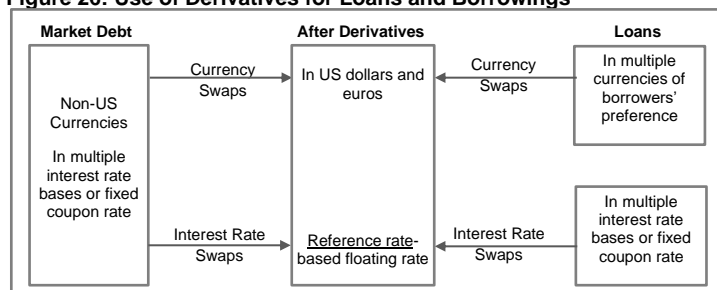 Figure 20: Use of Derivatives for Loans and Borrowings
Market Debt
After Derivatives
Loans
Non-US
Currencies
In multiple
interest rate
bases or fixed
coupon rate
Currency
Swaps
Interest Rate
Swaps
In US dollars and
euros
Reference rate-
based floating rate
Currency
Swaps
Interest Rate
Swaps
In multiple
currencies of
borrowers’
preference
In multiple
interest rate
bases or fixed
coupon rate